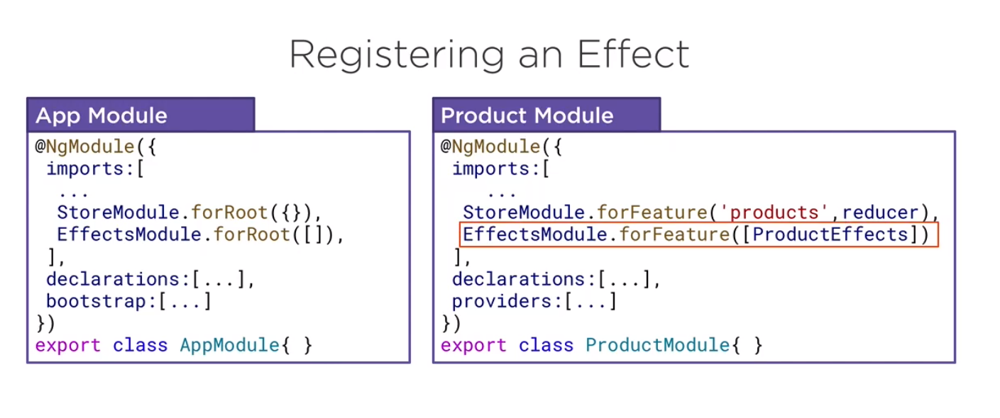 Registering an Effect
App Module
@NgModule({
imports:[
...
StoreModule.forRoot({}),
EffectsModule.forRoot([]),
],
declarations:[...],
bootstrap:[...]
})
export class AppModule{ }
Product Module
@NgModule({
imports:[
...
StoreModule.forFeature('products',reducer),
EffectsModule.forFeature([ProductEffects])
],
declarations:[...],
providers:[...]
})
export class ProductModule{ }